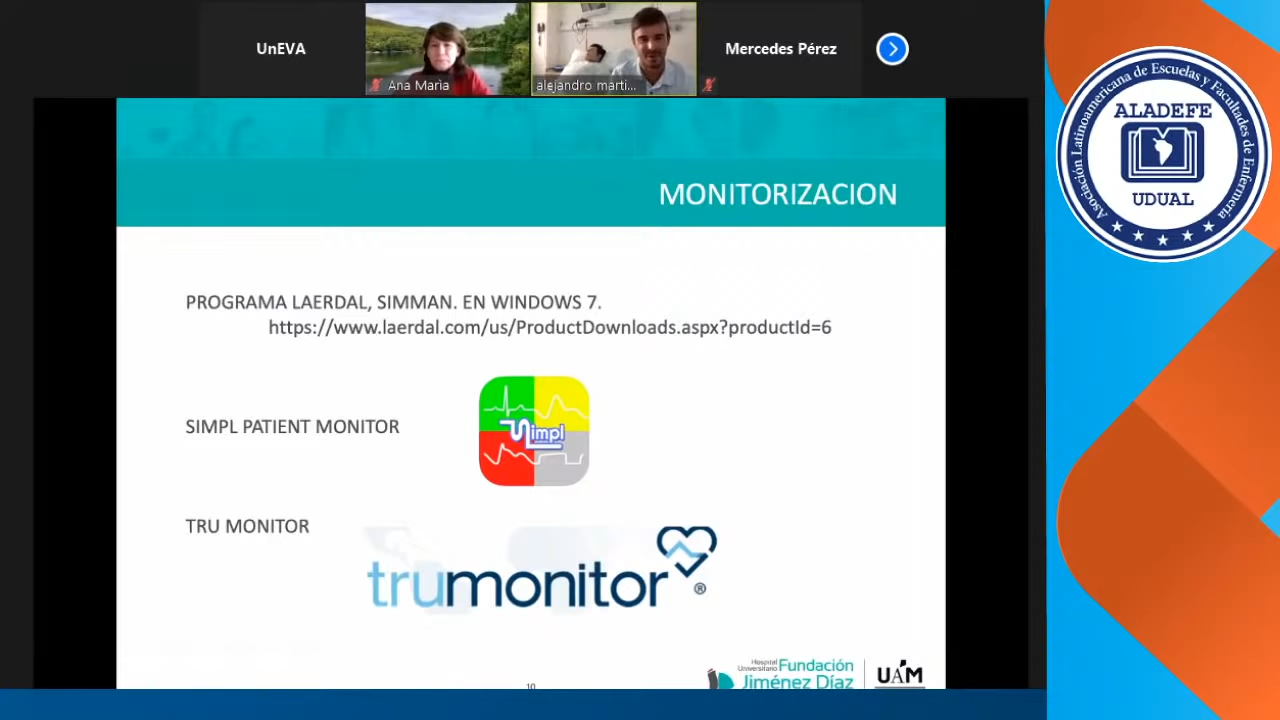 UnEVA
Ana Marìa
alejandro marti...
Mercedes Pérez
MONITORIZACION
PROGRAMA LAERDAL, SIMMAN. EN WINDOWS 7.
https://www.laerdal.com/us/ProductDownloads.aspx?productId=6
SIMPL PATIENT MONITOR
Simpl
TRU MONITOR
trumonitor
®
10
Hospital
Universitario Fundación
Jiménez Díaz
UAM
Asociación Latinoamericana de Escuelas y Facultades de Enfermería
ALADEFE
UDUAL